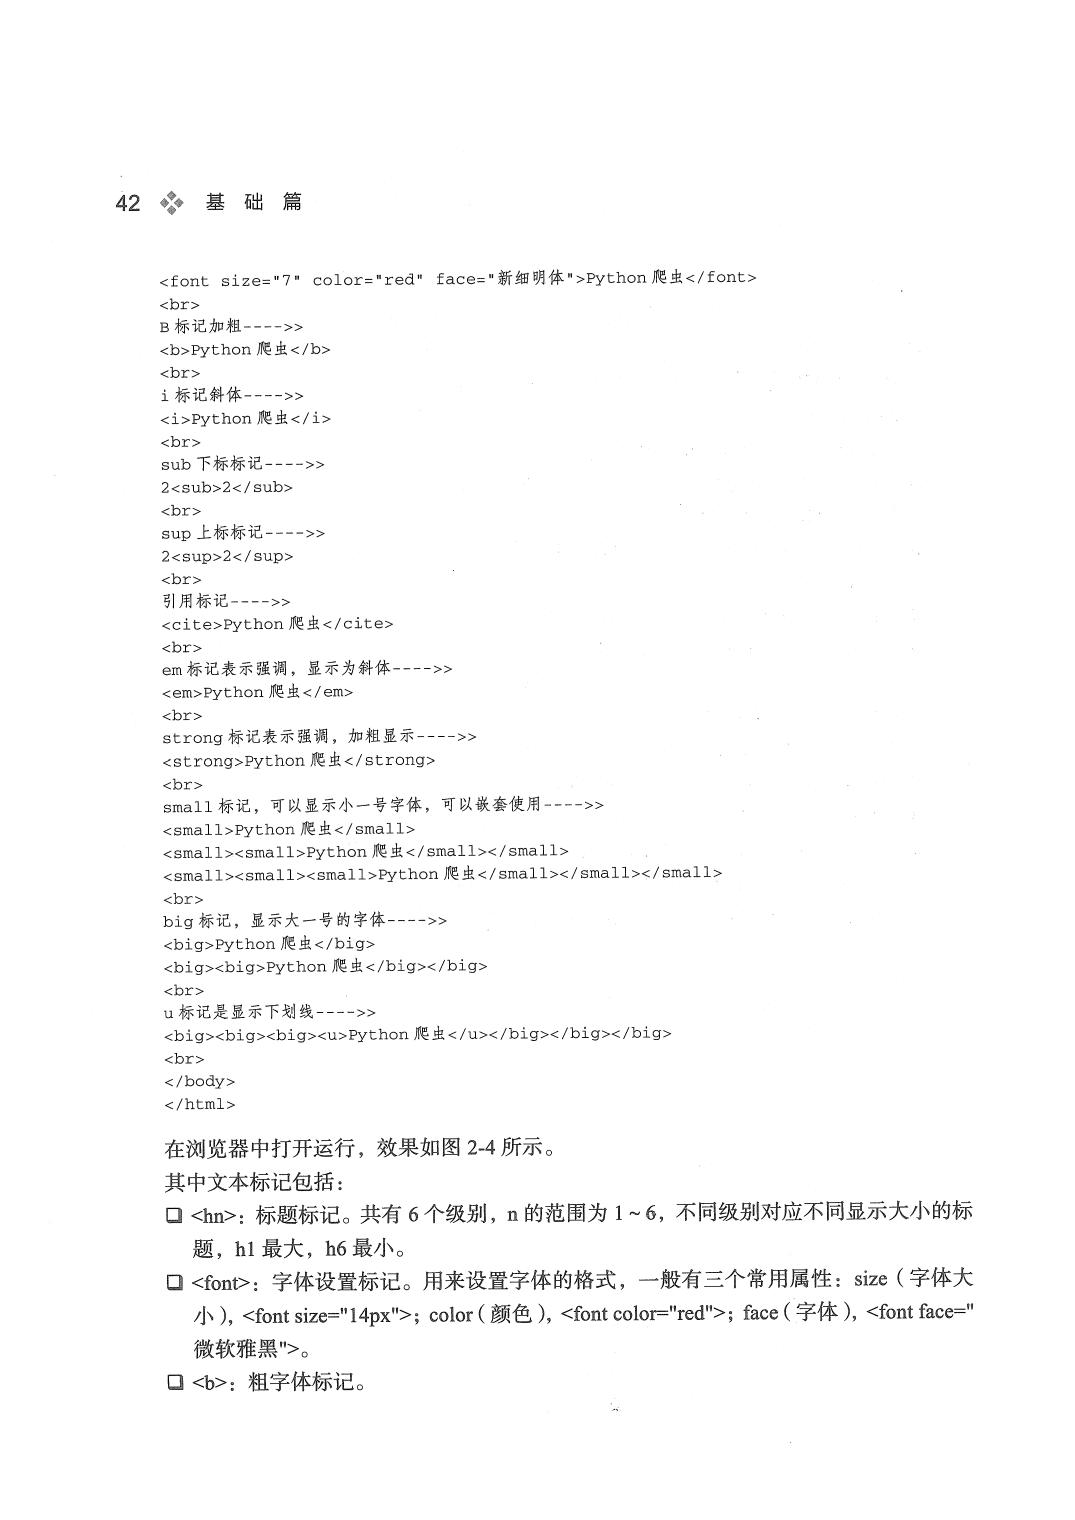 42 基 础 篇
<font size="7" color="red" face="新细明体">Python 爬虫</font>
<br>
B 标记加粗---->>
<b>Python 爬虫</b>
<br>
i 标记斜体---->>
<i>Python 爬虫</i>
<br>
sub 下标标记---->>
2<sub>2</sub>
<br>
sup 上标标记---->>
2<sup>2</sup>
<br>
引用标记---->>
<cite>Python 爬虫</cite>
<br>
em 标记表示强调，显示为斜体---->>
<em>Python 爬虫</em>
<br>
strong 标记表示强调，加粗显示---->>
<strong>Python 爬虫</strong>
<br>
small 标记，可以显示小一号字体，可以嵌套使用---->>
<small>Python 爬虫</small>
<small><small>Python 爬虫</small></small>
<small><small><small>Python 爬虫</small></small></small>
<br>
big 标记，显示大一号的字体---->>
<big>Python 爬虫</big>
<big><big>Python 爬虫</big></big>
<br>
u 标记是显示下划线---->>
<big><big><big><u>Python 爬虫</u></big></big></big>
<br>
</body>
</html>
在浏览器中打开运行，效果如图 2-4 所示。
其中文本标记包括：
❏ <hn>：标题标记。共有 6 个级别，n 的范围为 1～6，不同级别对应不同显示大小的标
题，h1 最大，h6 最小。
❏ <font>：字体设置标记。用来设置字体的格式，一般有三个常用属性：size（字体大
小），<font size="14px">；color（颜色），<font color="red">；face（字体），<font face="
微软雅黑">。
❏ <b>：粗字体标记。